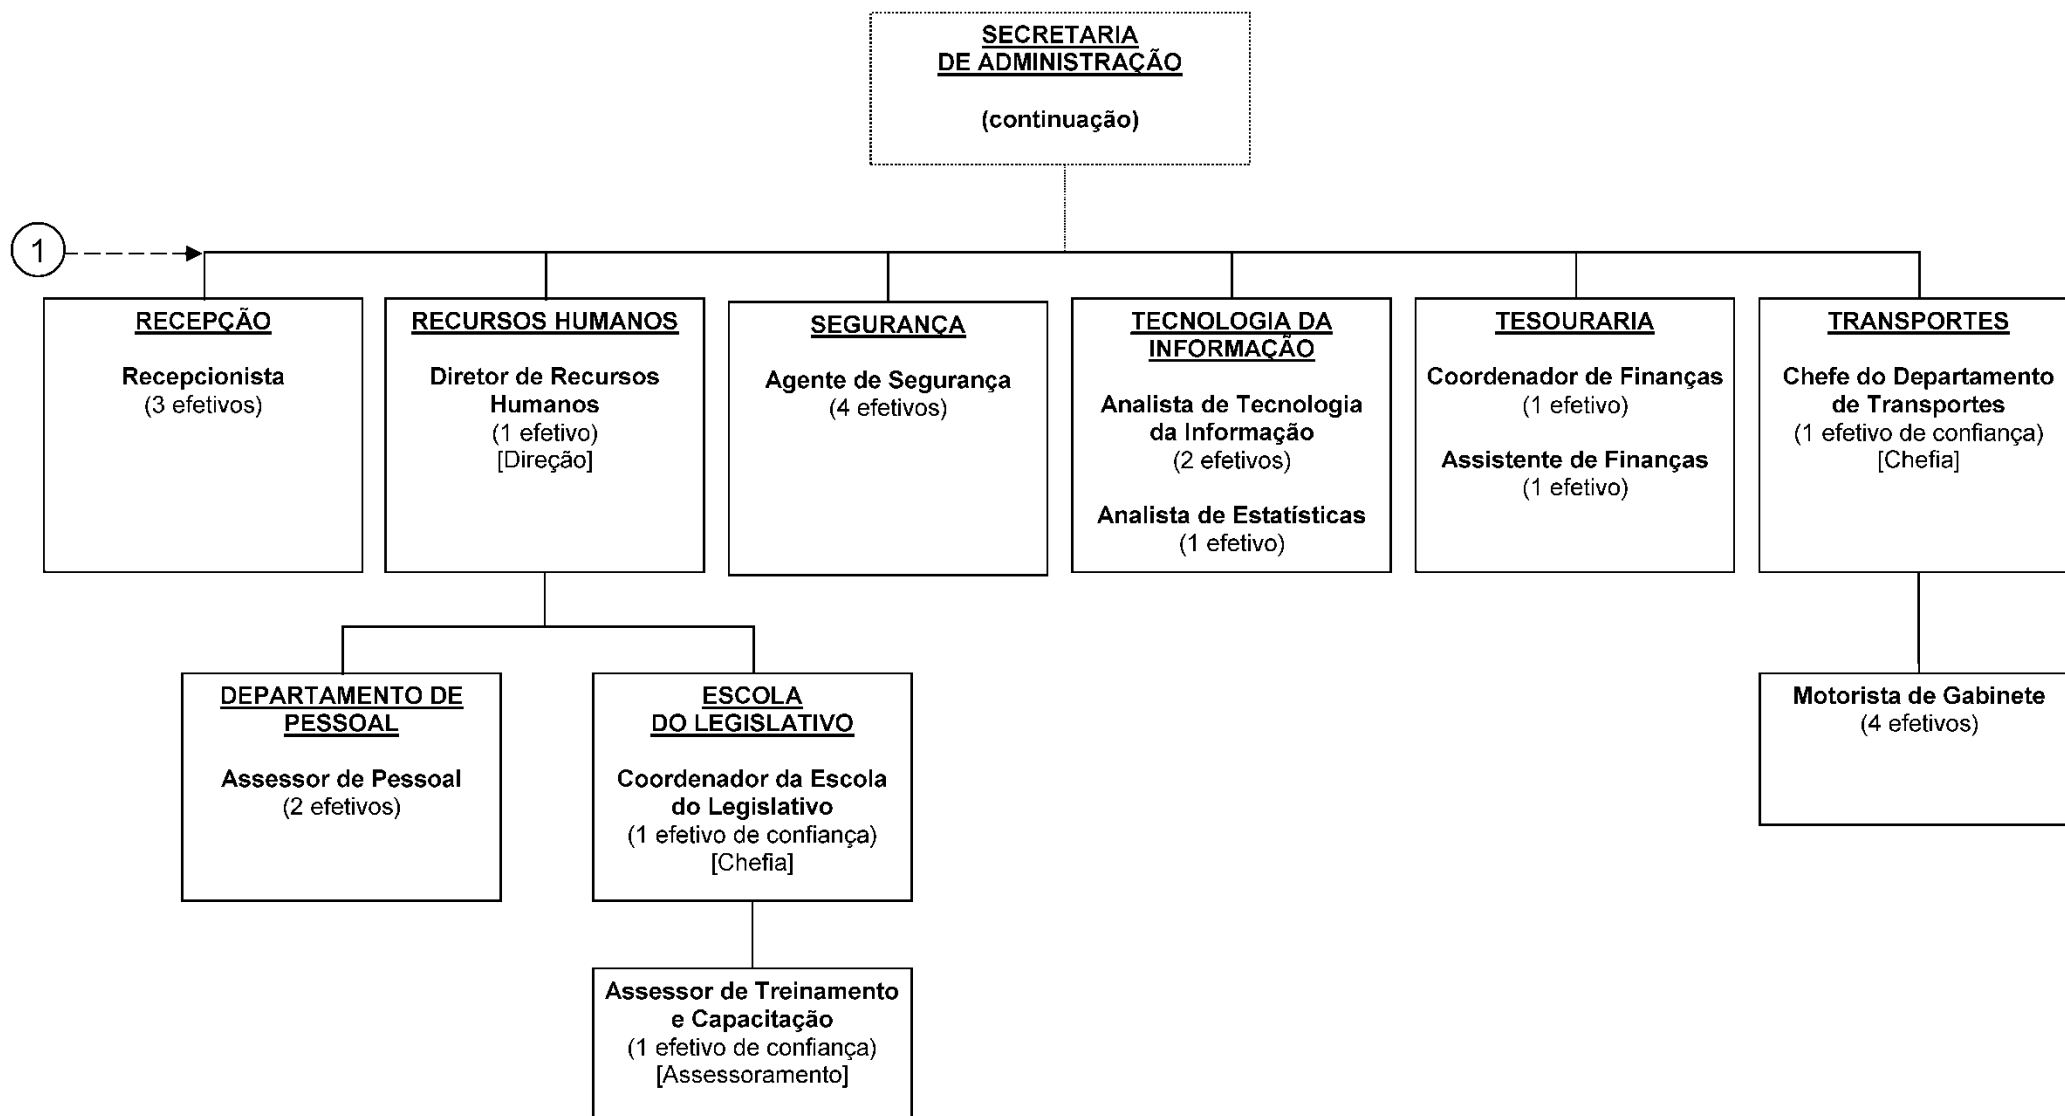 SECRETARIA
DE ADMINISTRAÇÃO
(continuação)
1
RECEPÇÃO
Recepcionista
(3 efetivos)
RECURSOS HUMANOS
Diretor de Recursos
Humanos
(1 efetivo)
[Direção]
SEGURANÇA
Agente de Segurança
(4 efetivos)
TECNOLOGIA DA
INFORMAÇÃO
Analista de Tecnologia
da Informação
(2 efetivos)
Analista de Estatísticas
(1 efetivo)
TESOURARIA
Coordenador de Finanças
(1 efetivo)
Assistente de Finanças
(1 efetivo)
TRANSPORTES
Chefe do Departamento
de Transportes
(1 efetivo de confiança)
[Chefia]
DEPARTAMENTO DE
PESSOAL
Assessor de Pessoal
(2 efetivos)
ESCOLA
DO LEGISLATIVO
Coordenador da Escola
do Legislativo
(1 efetivo de confiança)
[Chefia]
Motorista de Gabinete
(4 efetivos)
Assessor de Treinamento
e Capacitação
(1 efetivo de confiança)
[Assessoramento]